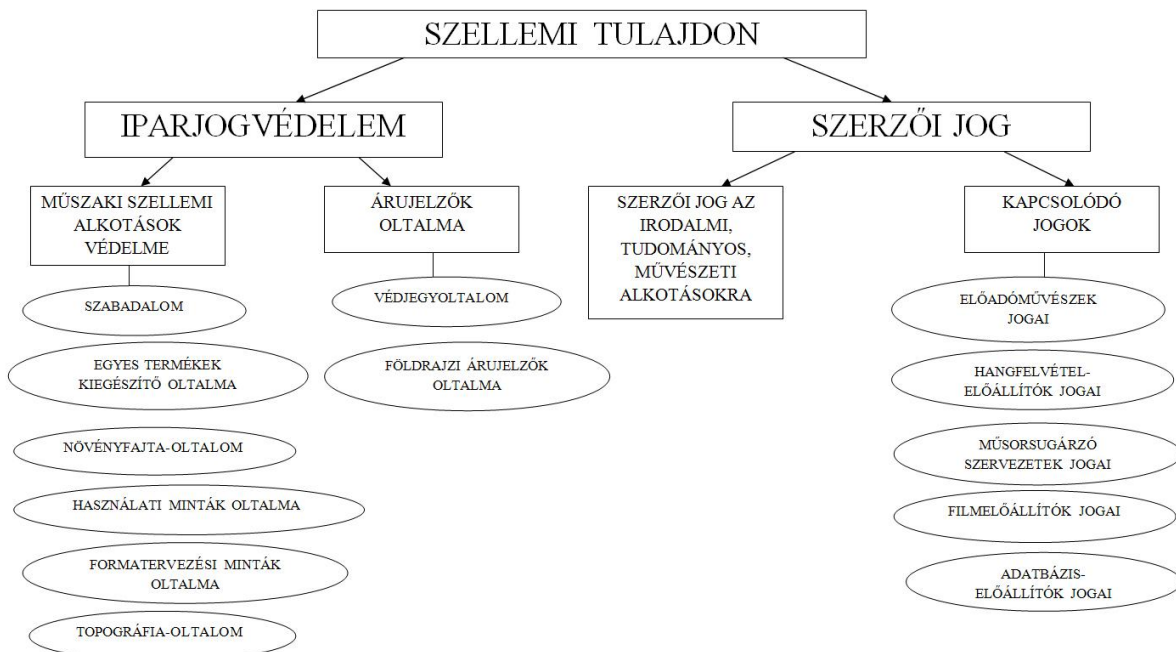 SZELLEMI TULAJDON
IPARJOGVÉDELEM
SZERZŐI JOG
MŰSZAKI SZELLEMI
ALKOTÁSOK
VÉDELME
ÁRUJELZŐK
OLTALMA
SZERZŐI JOG AZ
IRODALMI,
TUDOMÁNYOS,
MŰVÉSZETI
ALKOTÁSOKRA
KAPCSOLÓDÓ
JOGOK
SZABADALOM
EGYES TERMÉKEK
KIEGÉSZÍTŐ OLTALMA
NÖVÉNYFAJTA-OLTALOM
HASZNÁLATI MINTÁK OLTALMA
FORMATERVEZÉSI MINTÁK
OLTALMA
TOPOGRÁFIA-OLTALOM
VÉDJEGYOLTALOM
FÖLDRAJZI ÁRUJELZŐK
OLTALMA
ELŐADÓMŰVÉSZEK
JOGAI
HANGFELVÉTEL-
ELŐÁLLÍTÓK JOGAI
MŰSORSUGÁRZÓ
SZERVEZETEK JOGAI
FILMELŐÁLLÍTÓK JOGAI
ADATBÁZIS-
ELŐÁLLÍTÓK JOGAI